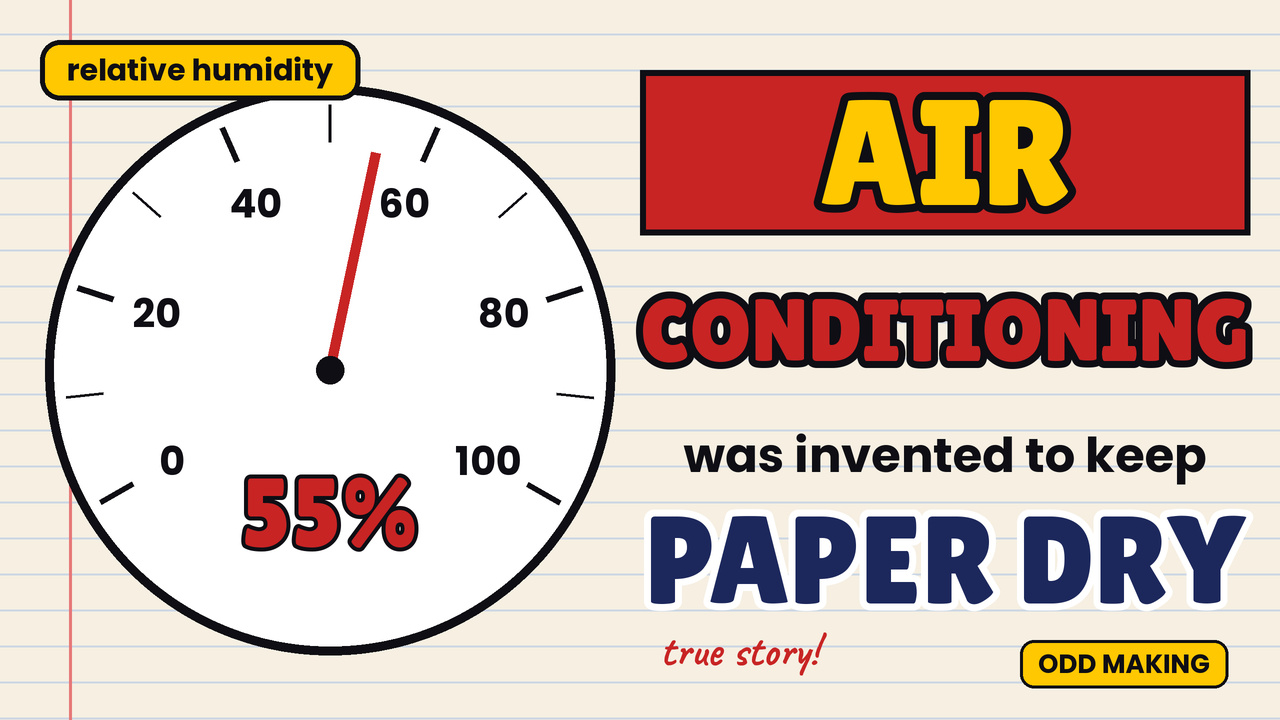 relative humidity
40
60
20
80
0
100
55%
AIR
CONDITIONING
was invented to keep
PAPER DRY
true story!
ODD MAKING